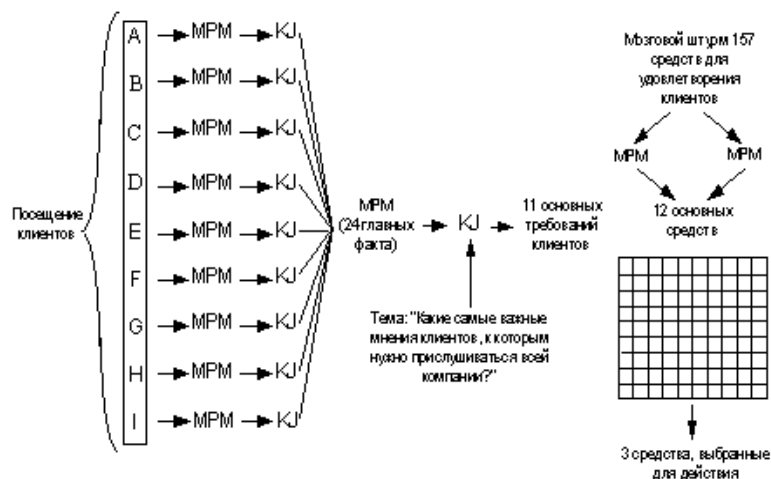 A MPM KJ
B MPM KJ
C MPM KJ
D MPM KJ
E MPM KJ
F MPM KJ
G MPM KJ
H MPM KJ
I MPM KJ
Посещение
клиентов
MPM
(24 главных
факта)
KJ
11 основных
требований
клиентов
Тема: "Какие самые важные
мнения клиентов, к которым
нужно прислушиваться всей
компании?"
Мозговой штурм 157
средств для
удовлетворения
клиентов
MPM MPM
12 основных
средств
3 средства, выбранные
для действия